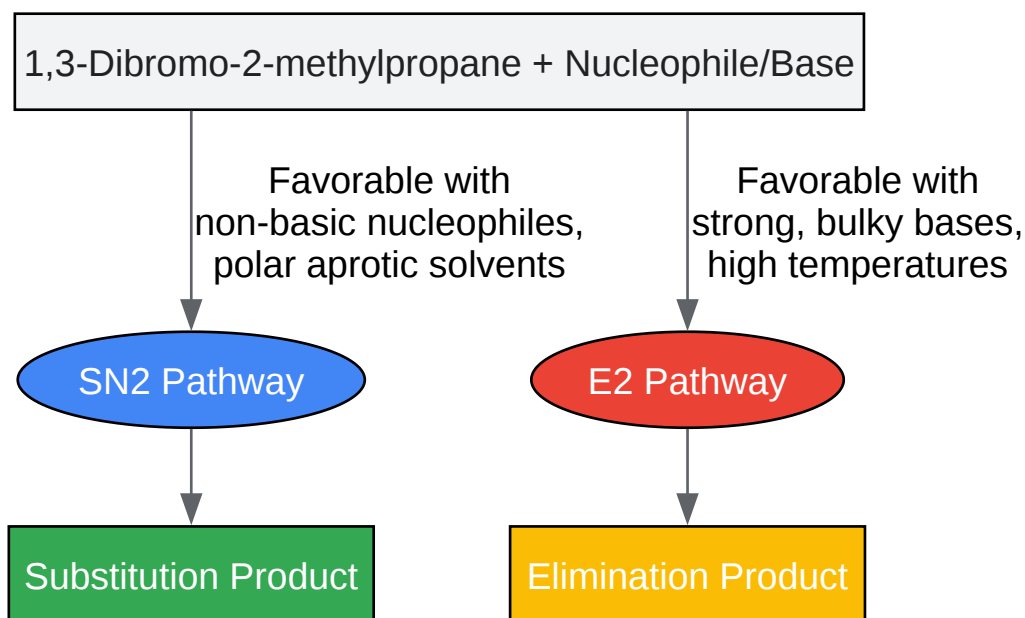 1,3-Dibromo-2-methylpropane + Nucleophile/Base
Favorable with
non-basic nucleophiles,
polar aprotic solvents
Favorable with
strong, bulky bases,
high temperatures
SN2 Pathway
E2 Pathway
Substitution Product
Elimination Product